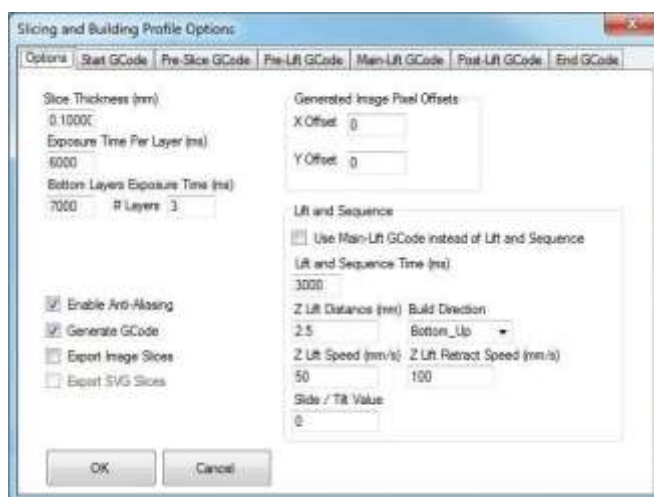 Slicing and Building Profile Options
Options Start GCode Pre-Slice GCode Pre-Lift GCode Main-Lift GCode Post-Lift GCode End GCode
Slice Thickness (mm)
0.1000
Exposure Time Per Layer (ms)
6000
Bottom Layers Exposure Time (ms)
7000 # Layers 3
Enable Anti-Aliasing
Generate GCode
Export Image Slices
Export SVG Slices
OK Cancel
Generated Image Pixel Offsets
X Offset 0
Y Offset 0
Lift and Sequence
Use Main-Lift GCode instead of Lift and Sequence
Lift and Sequence Time (ms)
3000
Z Lift Distance (mm) Build Direction
2.5 Bottom_Up
Z Lift Speed (mm/s) Z Lift Retract Speed (mm/s)
50 100
Slide / Tilt Value
0